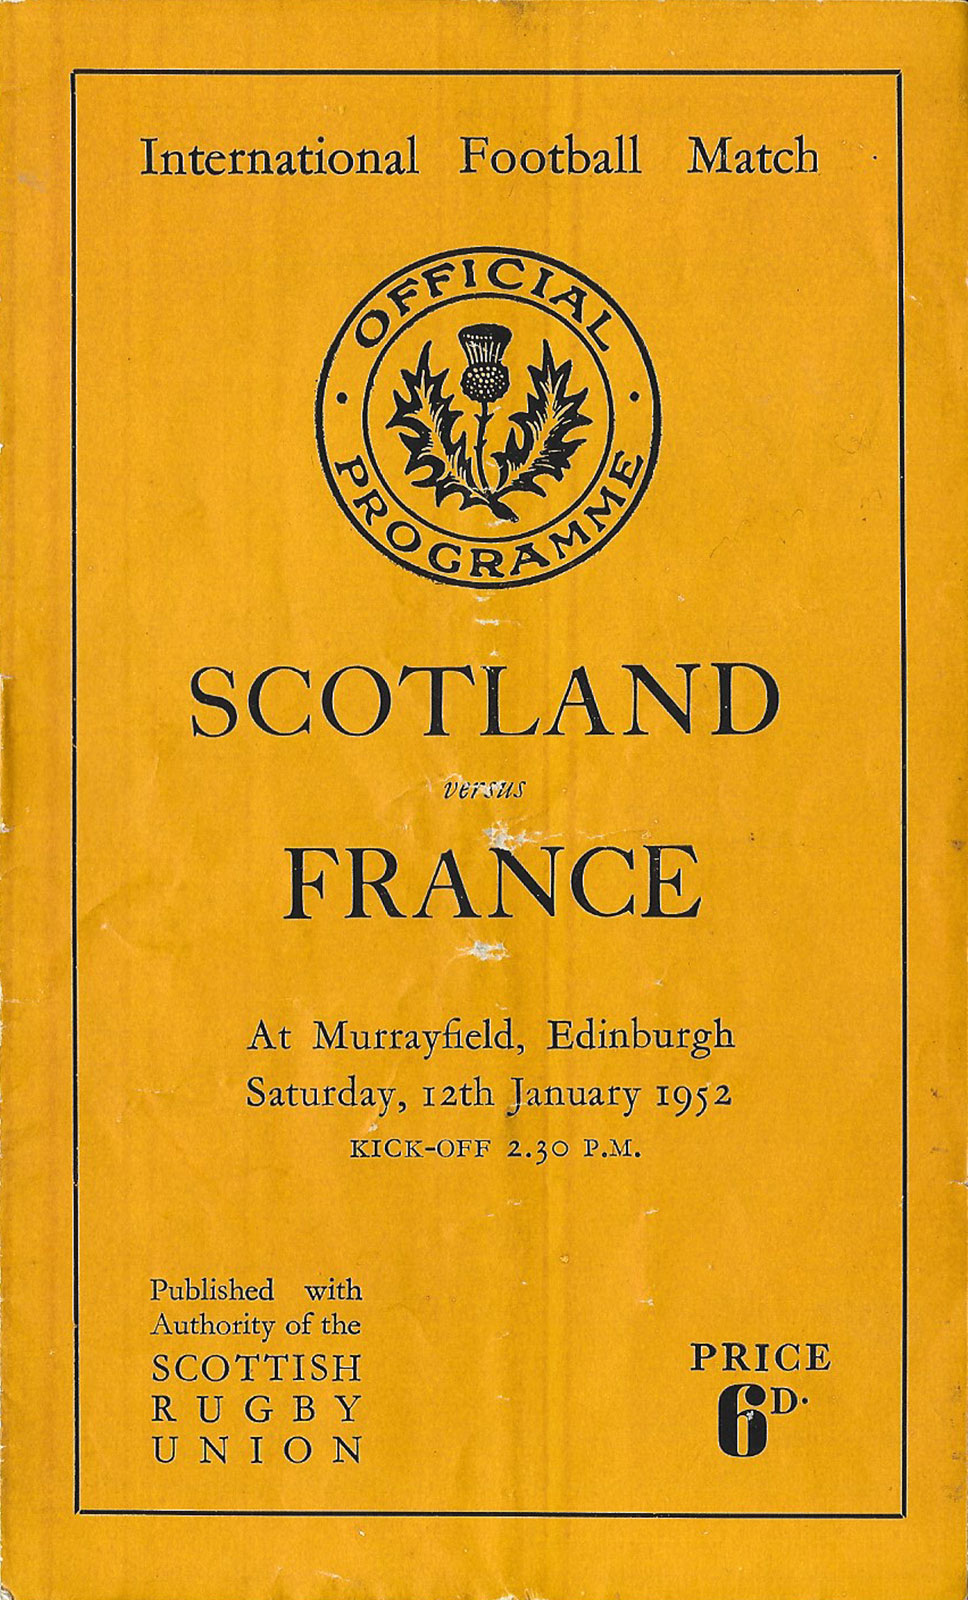 International Football Match
OFFICIAL
PROGRAMME
SCOTLAND
versus
FRANCE
At Murrayfield, Edinburgh
Saturday, 12th January 1952
KICK-OFF 2.30 P.M.
Published with
Authority of the
SCOTTISH
RUGBY
UNION
PRICE
6D.